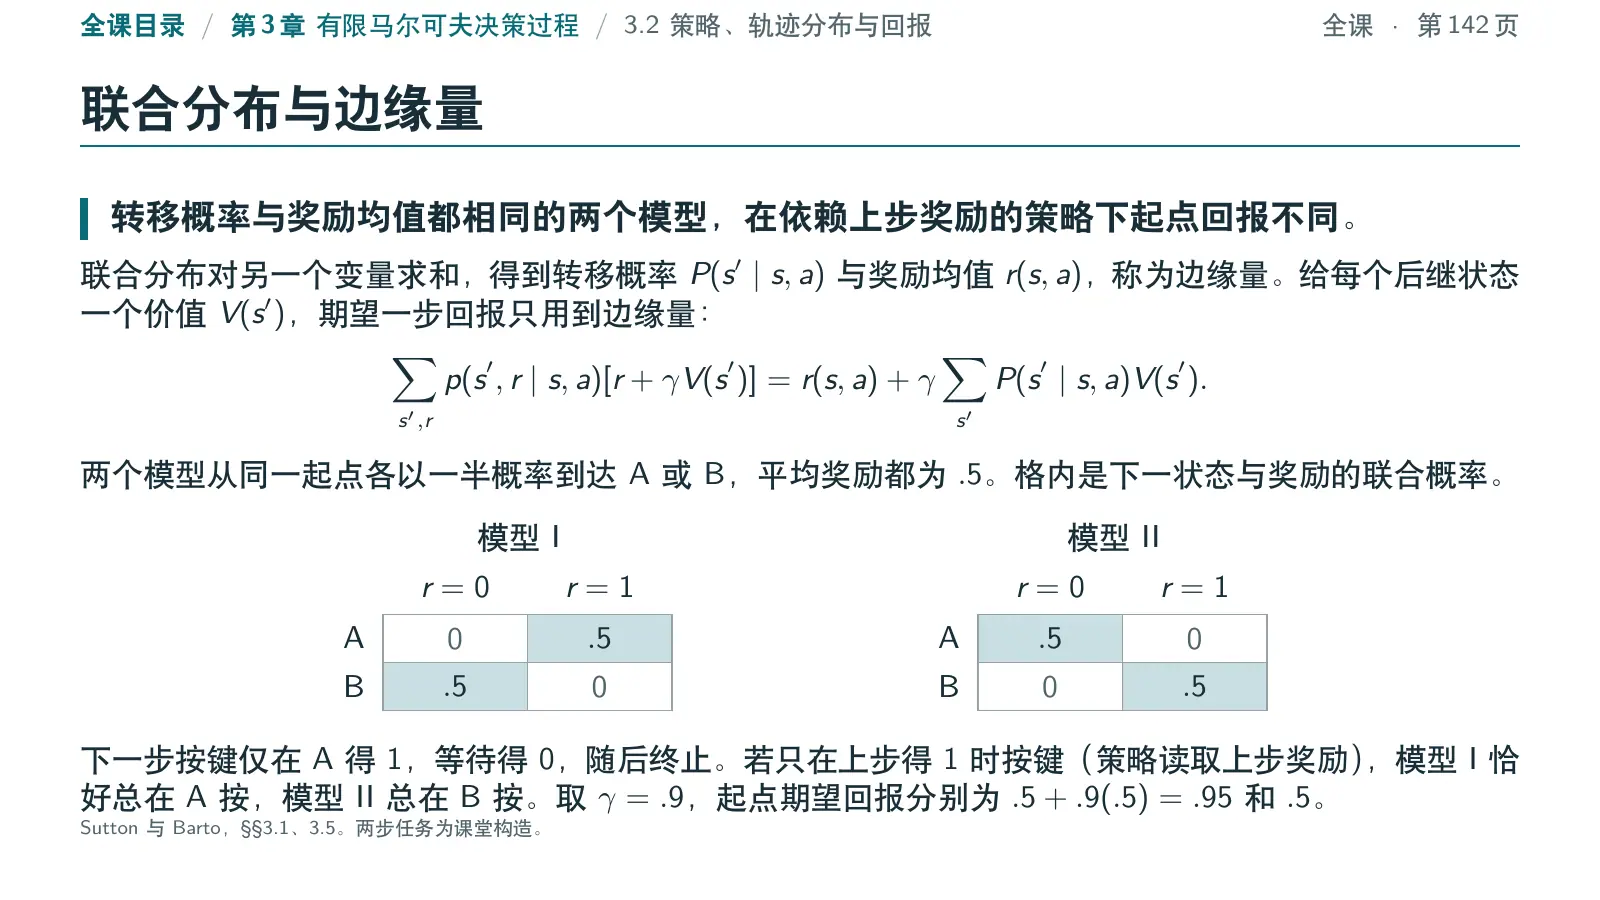 全课目录 / 第 3 章 有限马尔可夫决策过程 / 3.2 策略、轨迹分布与回报
全课 · 第 142 页
联合分布与边缘量
转移概率与奖励均值都相同的两个模型，在依赖上步奖励的策略下起点回报不同。
联合分布对另一个变量求和，得到转移概率 P(s′ | s, a) 与奖励均值 r(s, a)，称为边缘量。给每个后继状态
一个价值 V(s′)，期望一步回报只用到边缘量：
∑_{s′,r} p(s′, r | s, a)[r + γV(s′)] = r(s, a) + γ ∑_{s′} P(s′ | s, a)V(s′).
两个模型从同一起点各以一半概率到达 A 或 B，平均奖励都为 .5。格内是下一状态与奖励的联合概率。
模型 I
r = 0 r = 1
A 0 .5
B .5 0
模型 II
r = 0 r = 1
A .5 0
B 0 .5
下一步按键仅在 A 得 1，等待得 0，随后终止。若只在上步得 1 时按键（策略读取上步奖励），模型 I 恰
好总在 A 按，模型 II 总在 B 按。取 γ = .9，起点期望回报分别为 .5 + .9(.5) = .95 和 .5。
Sutton 与 Barto，§§3.1、3.5。两步任务为课堂构造。